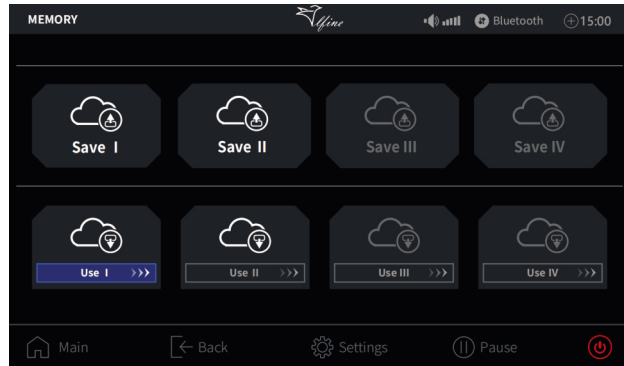 MEMORY
Alfine
Bluetooth
15:00
Save I
Save II
Save III
Save IV
Use I
Use II
Use III
Use IV
Main
Back
Settings
Pause